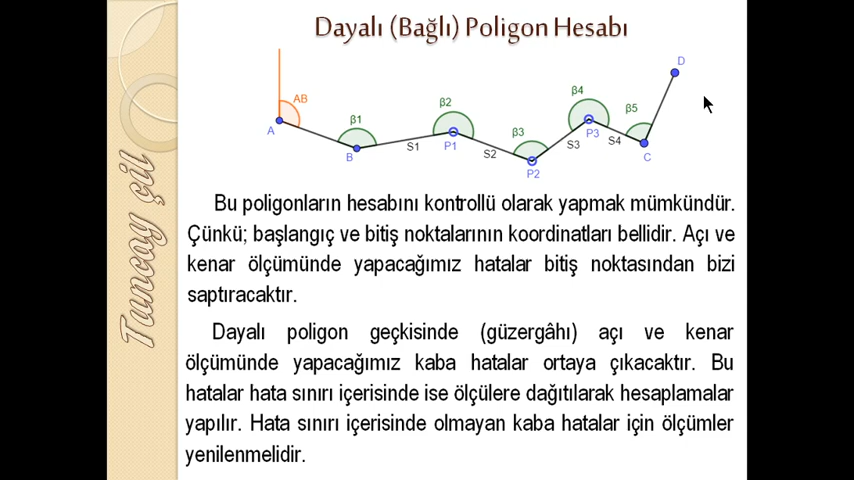 Dayalı (Bağlı) Poligon Hesabı
D
β4
AB
β2
β5
β1
A
β3
P3
S4
S1
P1
S2
S3
B
C
P2
Bu poligonların hesabını kontrollü olarak yapmak mümkündür.
Çünkü; başlangıç ve bitiş noktalarının koordinatları bellidir. Açı ve
kenar ölçümünde yapacağımız hatalar bitiş noktasından bizi
saptıracaktır.
Dayalı poligon geçkisinde (güzergâhı) açı ve kenar
ölçümünde yapacağımız kaba hatalar ortaya çıkacaktır. Bu
hatalar hata sınırı içerisinde ise ölçülere dağıtılarak hesaplamalar
yapılır. Hata sınırı içerisinde olmayan kaba hatalar için ölçümler
yenilenmelidir.
Tuncay çil